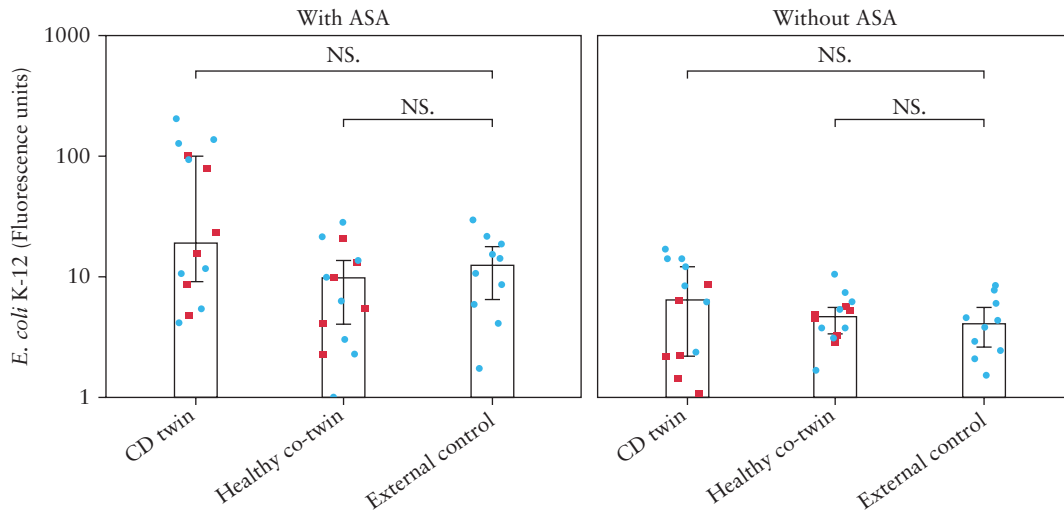 With ASA
Without ASA
E. coli K-12 (Fluorescence units)
1000
100
10
1
NS.
NS.
NS.
NS.
CD twin
Healthy co-twin
External control
CD twin
Healthy co-twin
External control